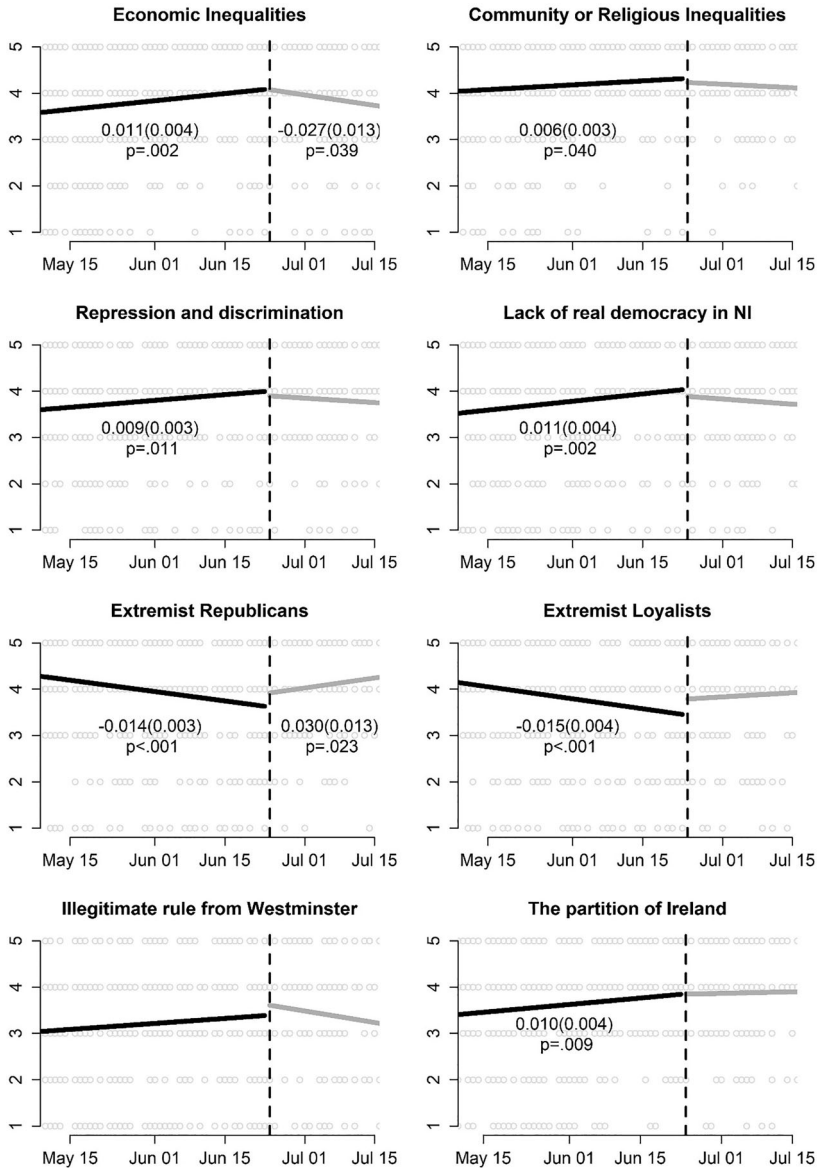 Economic Inequalities
5
4
3
2
1
0.011(0.004)
p=.002
-0.027(0.013)
p=.039
May 15 Jun 01 Jun 15 Jul 01 Jul 15
Community or Religious Inequalities
5
4
3
2
1
0.006(0.003)
p=.040
May 15 Jun 01 Jun 15 Jul 01 Jul 15
Repression and discrimination
5
4
3
2
1
0.009(0.003)
p=.011
May 15 Jun 01 Jun 15 Jul 01 Jul 15
Lack of real democracy in NI
5
4
3
2
1
0.011(0.004)
p=.002
May 15 Jun 01 Jun 15 Jul 01 Jul 15
Extremist Republicans
5
4
3
2
1
-0.014(0.003)
p<.001
0.030(0.013)
p=.023
May 15 Jun 01 Jun 15 Jul 01 Jul 15
Extremist Loyalists
5
4
3
2
1
-0.015(0.004)
p<.001
May 15 Jun 01 Jun 15 Jul 01 Jul 15
Illegitimate rule from Westminster
5
4
3
2
1
May 15 Jun 01 Jun 15 Jul 01 Jul 15
The partition of Ireland
5
4
3
2
1
0.010(0.004)
p=.009
May 15 Jun 01 Jun 15 Jul 01 Jul 15